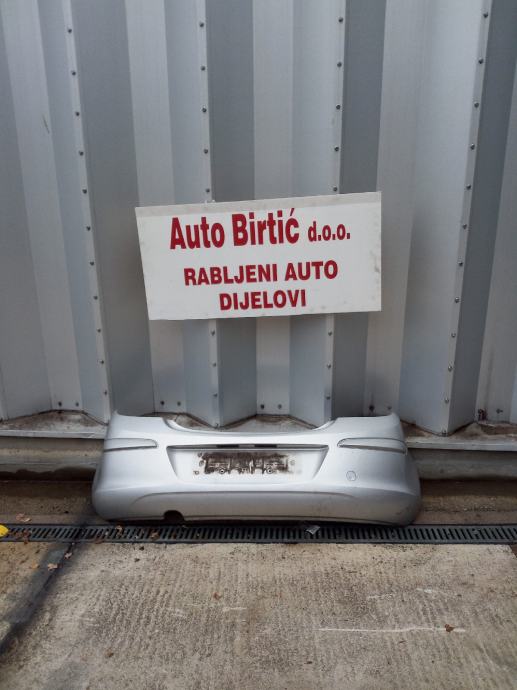 Auto Birtić d.o.o.
RABLJENI AUTO
DIJELOVI